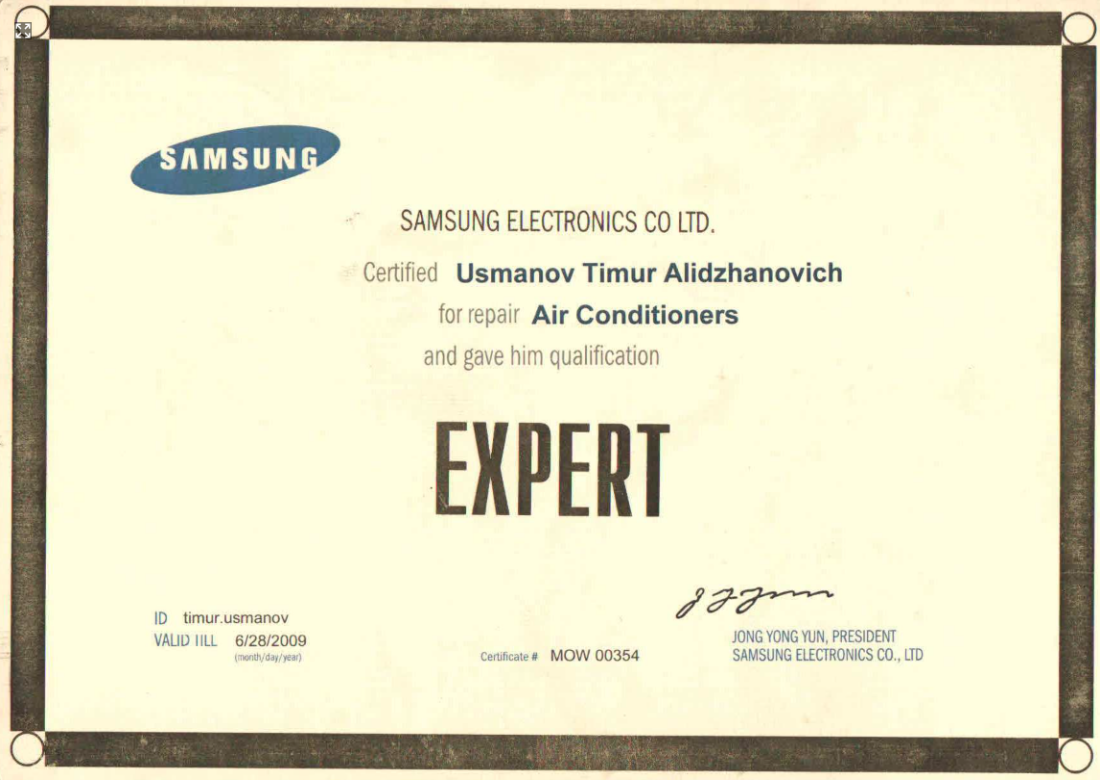 SAMSUNG
SAMSUNG ELECTRONICS CO LTD.
Certified Usmanov Timur Alidzhanovich
for repair Air Conditioners
and gave him qualification
EXPERT
ID timur.usmanov
VALID TILL 6/28/2009
(month/day/year)
Certificate # MOW 00354
JONG YONG YUN, PRESIDENT
SAMSUNG ELECTRONICS CO., LTD